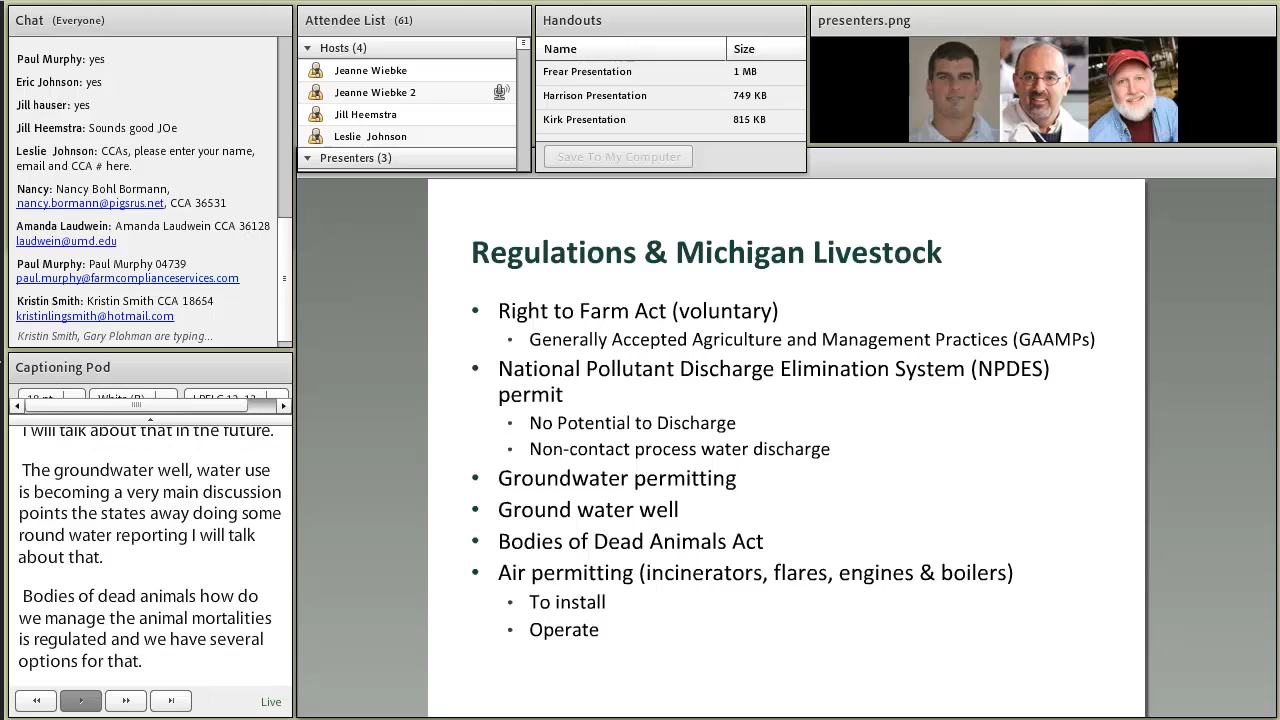 Chat (Everyone)
Paul Murphy: yes
Eric Johnson: yes
Jill hauser: yes
Jill Heemstra: Sounds good JOe
Leslie Johnson: CCAs, please enter your name,
email and CCA # here.
Nancy: Nancy Bohl Bormann,
nancy.bormann@pigsrus.net, CCA 36531
Amanda Laudwein: Amanda Laudwein CCA 36128
laudwein@umd.edu
Paul Murphy: Paul Murphy 04739
paul.murphy@farmcomplianceservices.com
Kristin Smith: Kristin Smith CCA 18654
kristinlingsmith@hotmail.com
Kristin Smith, Gary Plohman are typing...
Captioning Pod
I will talk about that in the future.
The groundwater well, water use
is becoming a very main discussion
points the states away doing some
round water reporting I will talk
about that.
Bodies of dead animals how do
we manage the animal mortalities
is regulated and we have several
options for that.
Live
Attendee List (61)
Hosts (4)
Jeanne Wiebke
Jeanne Wiebke 2
Jill Heemstra
Leslie Johnson
Presenters (3)
Handouts
Name Size
Frear Presentation 1 MB
Harrison Presentation 749 KB
Kirk Presentation 815 KB
Save To My Computer
presenters.png
Regulations & Michigan Livestock
• Right to Farm Act (voluntary)
• Generally Accepted Agriculture and Management Practices (GAAMPs)
• National Pollutant Discharge Elimination System (NPDES)
permit
• No Potential to Discharge
• Non-contact process water discharge
• Groundwater permitting
• Ground water well
• Bodies of Dead Animals Act
• Air permitting (incinerators, flares, engines & boilers)
• To install
• Operate